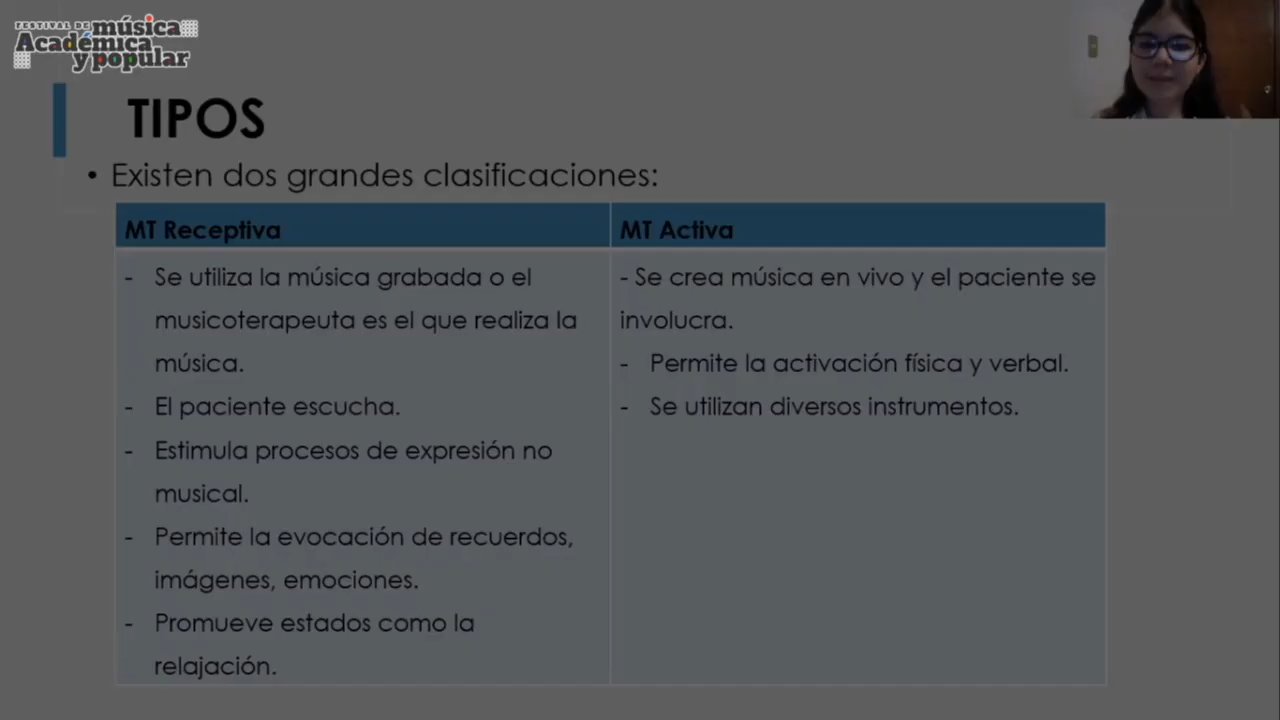 FESTIVAL DE música
Académica
y popular
TIPOS
• Existen dos grandes clasificaciones:
MT Receptiva
- Se utiliza la música grabada o el
musicoterapeuta es el que realiza la
música.
- El paciente escucha.
- Estimula procesos de expresión no
musical.
- Permite la evocación de recuerdos,
imágenes, emociones.
- Promueve estados como la
relajación.
MT Activa
- Se crea música en vivo y el paciente se
involucra.
- Permite la activación física y verbal.
- Se utilizan diversos instrumentos.